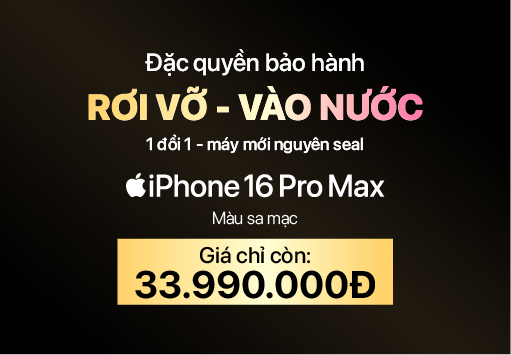 Đặc quyền bảo hành
RƠI VỠ - VÀO NƯỚC
1 đổi 1 - máy mới nguyên seal
iPhone 16 Pro Max
Màu sa mạc
Giá chỉ còn:
33.990.000Đ